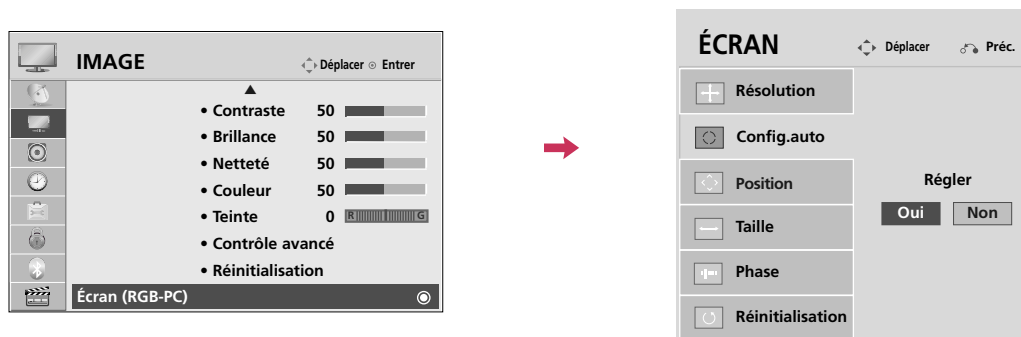 IMAGE
Déplacer Entrer
• Contraste 50
• Brillance 50
• Netteté 50
• Couleur 50
• Teinte 0 R G
• Contrôle avancé
• Réinitialisation
Écran (RGB-PC)
ÉCRAN
Déplacer Préc.
Résolution
Config.auto
Position
Taille
Phase
Réinitialisation
Régler
Oui Non